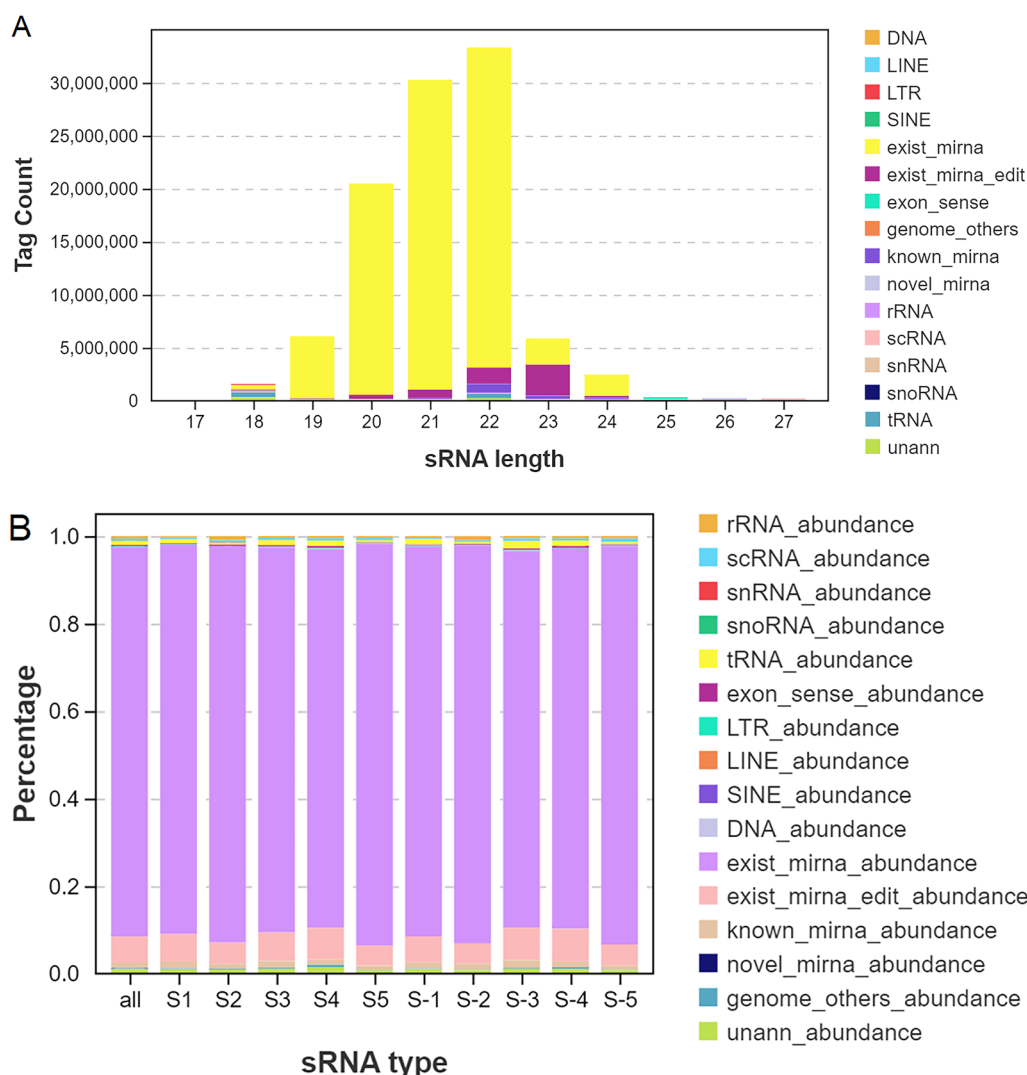 A
Tag Count
30,000,000
25,000,000
20,000,000
15,000,000
10,000,000
5,000,000
0
17 18 19 20 21 22 23 24 25 26 27
sRNA length
DNA
LINE
LTR
SINE
exist_mirna
exist_mirna_edit
exon_sense
genome_others
known_mirna
novel_mirna
rRNA
scRNA
snRNA
snoRNA
tRNA
unann
B
Percentage
1.0
0.8
0.6
0.4
0.2
0.0
all S1 S2 S3 S4 S5 S-1 S-2 S-3 S-4 S-5
sRNA type
rRNA_abundance
scRNA_abundance
snRNA_abundance
snoRNA_abundance
tRNA_abundance
exon_sense_abundance
LTR_abundance
LINE_abundance
SINE_abundance
DNA_abundance
exist_mirna_abundance
exist_mirna_edit_abundance
known_mirna_abundance
novel_mirna_abundance
genome_others_abundance
unann_abundance